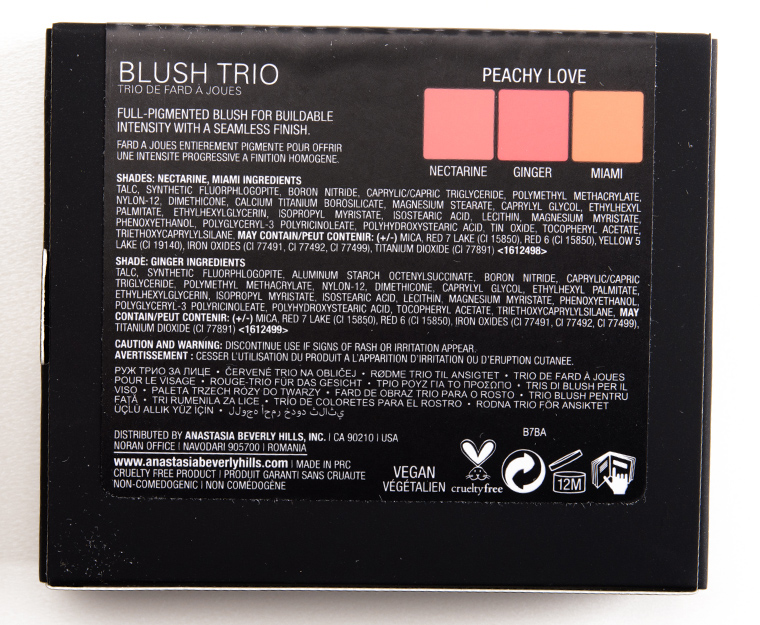 BLUSH TRIO
TRIO DE FARD À JOUES
FULL-PIGMENTED BLUSH FOR BUILDABLE
INTENSITY WITH A SEAMLESS FINISH.
FARD A JOUES ENTIEREMENT PIGMENTE POUR OFFRIR
UNE INTENSITE PROGRESSIVE A FINITION HOMOGENE.
PEACHY LOVE
NECTARINE GINGER MIAMI
SHADES: NECTARINE, MIAMI INGREDIENTS
TALC, SYNTHETIC FLUORPHLOGOPITE, BORON NITRIDE, CAPRYLIC/CAPRIC TRIGLYCERIDE, POLYMETHYL METHACRYLATE,
NYLON-12, DIMETHICONE, CALCIUM TITANIUM BOROSILICATE, MAGNESIUM STEARATE, CAPRYLYL GLYCOL, ETHYLHEXYL
PALMITATE, ETHYLHEXYLGLYCERIN, ISOPROPYL MYRISTATE, ISOSTEARIC ACID, LECITHIN, MAGNESIUM MYRISTATE,
PHENOXYETHANOL, POLYGLYCERYL-3 POLYRICINOLEATE, POLYHYDROXYSTEARIC ACID, TIN OXIDE, TOCOPHERYL ACETATE,
TRIETHOXYCAPRYLYLSILANE. MAY CONTAIN/PEUT CONTENIR: (+/-) MICA, RED 7 LAKE (CI 15850), RED 6 (CI 15850), YELLOW 5
LAKE (CI 19140), IRON OXIDES (CI 77491, CI 77492, CI 77499), TITANIUM DIOXIDE (CI 77891) <1612498>
SHADE: GINGER INGREDIENTS
TALC, SYNTHETIC FLUORPHLOGOPITE, ALUMINUM STARCH OCTENYLSUCCINATE, BORON NITRIDE, CAPRYLIC/CAPRIC
TRIGLYCERIDE, POLYMETHYL METHACRYLATE, NYLON-12, DIMETHICONE, CAPRYLYL GLYCOL, ETHYLHEXYL PALMITATE,
ETHYLHEXYLGLYCERIN, ISOPROPYL MYRISTATE, ISOSTEARIC ACID, LECITHIN, MAGNESIUM MYRISTATE, PHENOXYETHANOL,
POLYGLYCERYL-3 POLYRICINOLEATE, POLYHYDROXYSTEARIC ACID, TOCOPHERYL ACETATE, TRIETHOXYCAPRYLYLSILANE. MAY
CONTAIN/PEUT CONTENIR: (+/-) MICA, RED 7 LAKE (CI 15850), RED 6 (CI 15850), IRON OXIDES (CI 77491, CI 77492, CI 77499),
TITANIUM DIOXIDE (CI 77891) <1612499>
CAUTION AND WARNING: DISCONTINUE USE IF SIGNS OF RASH OR IRRITATION APPEAR.
AVERTISSEMENT : CESSER L'UTILISATION DU PRODUIT A L'APPARITION D'IRRITATION OU D'ERUPTION CUTANEE.
РУЖ ТРИО ЗА ЛИЦЕ • ČERVENÉ TRIO NA OBLIČEJ • RØDME TRIO TIL ANSIGTET • TRIO DE FARD À JOUES
POUR LE VISAGE • ROUGE-TRIO FÜR DAS GESICHT • ΤΡΙΟ ΡΟΥΖ ΓΙΑ ΤΟ ΠΡΟΣΩΠΟ • TRIS DI BLUSH PER IL
VISO • PALETA TRZECH RÓŻY DO TWARZY • FARD DE OBRAZ TRIO PARA O ROSTO • TRIO BLUSH PENTRU
FAȚĂ • TRI RUMENILA ZA LICE • TRIO DE COLORETES PARA EL ROSTRO • RODNA TRIO FÖR ANSIKTET
ÜÇLÜ ALLIK YÜZ İÇİN •
DISTRIBUTED BY ANASTASIA BEVERLY HILLS, INC. | CA 90210 | USA
NORAN OFFICE | NAVODARI 905700 | ROMANIA
www.anastasiabeverlyhills.com | MADE IN PRC
CRUELTY FREE PRODUCT | PRODUIT GARANTI SANS CRUAUTE
NON-COMEDOGENIC | NON COMÉDOGÈNE
B7BA
VEGAN
VÉGÉTALIEN
cruelty free
12M